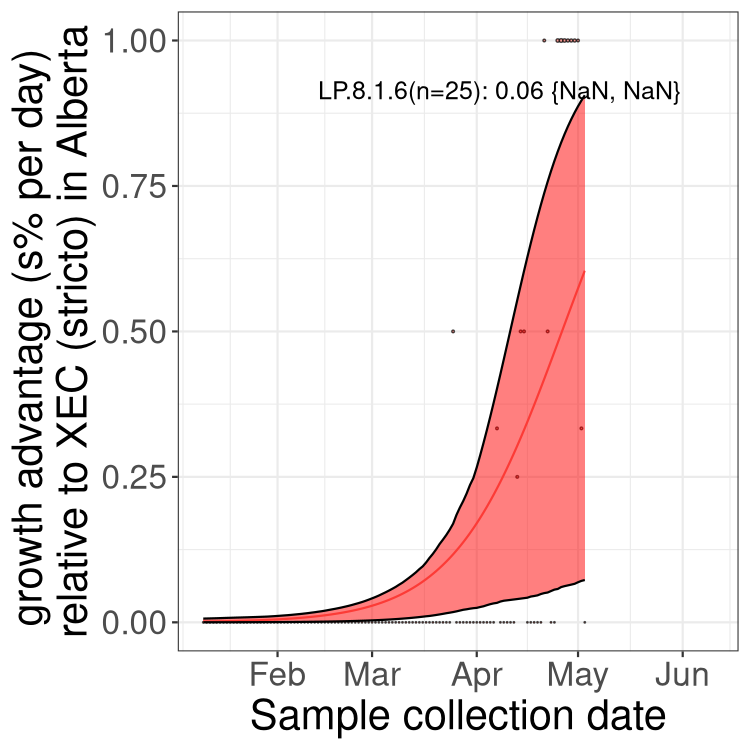 growth advantage (s% per day)
relative to XEC (stricto) in Alberta
1.00
0.75
0.50
0.25
0.00
LP.8.1.6(n=25): 0.06 {NaN, NaN}
Feb Mar Apr May Jun
Sample collection date